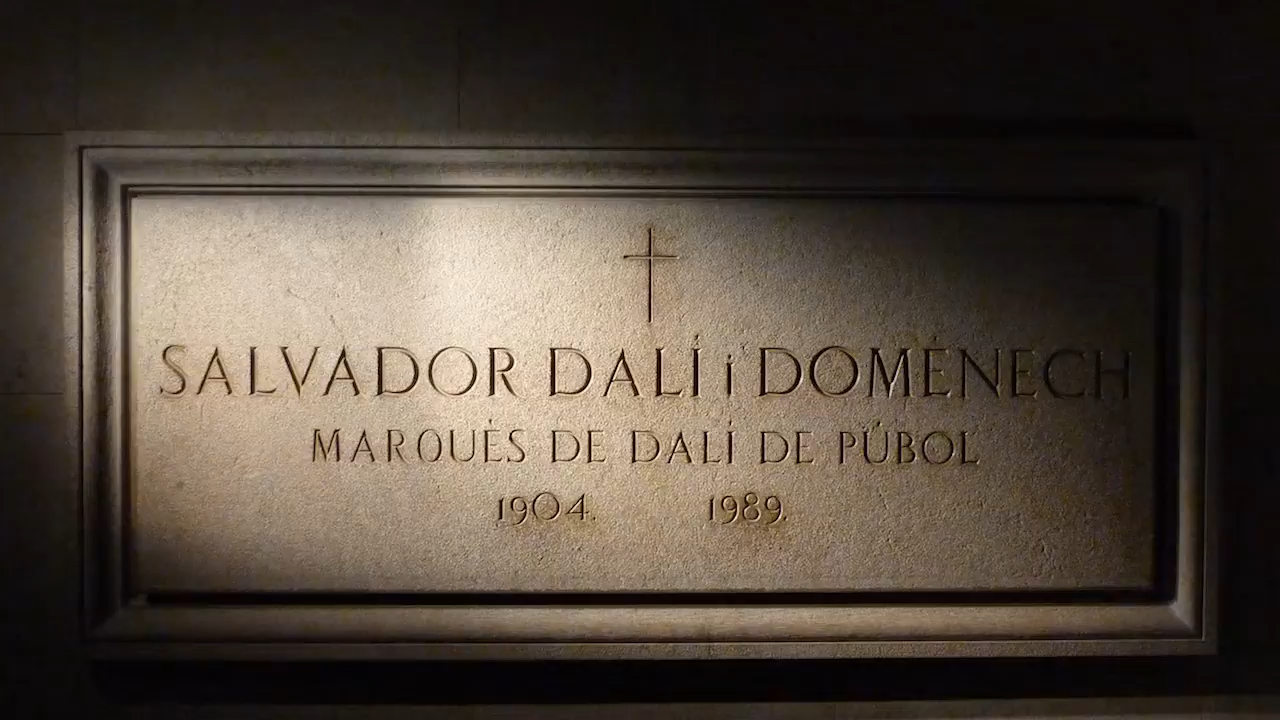 SALVADOR DALÍ i DOMÈNECH
MARQUÈS DE DALÍ DE PÚBOL
1904. 1989.